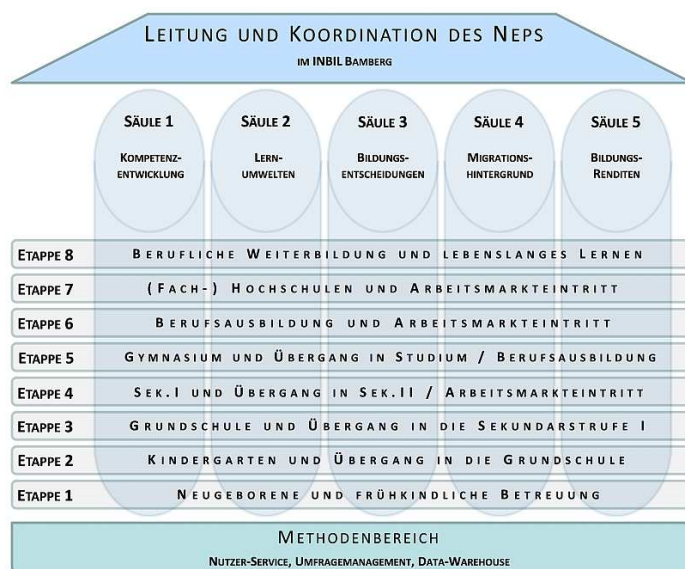 LEITUNG UND KOORDINATION DES NEPS
IM INBIL BAMBERG
SÄULE 1 SÄULE 2 SÄULE 3 SÄULE 4 SÄULE 5
KOMPETENZ- LERN- BILDUNGS- MIGRATIONS- BILDUNGS-
ENTWICKLUNG UMWELTEN ENTSCHEIDUNGEN HINTERGRUND RENDITEN
ETAPPE 8 BERUFLICHE WEITERBILDUNG UND LEBENSLANGES LERNEN
ETAPPE 7 (FACH-) HOCHSCHULEN UND ARBEITSMARKTEINTRITT
ETAPPE 6 BERUFSAUSBILDUNG UND ARBEITSMARKTEINTRITT
ETAPPE 5 GYMNASIUM UND ÜBERGANG IN STUDIUM / BERUFSAUSBILDUNG
ETAPPE 4 SEK.I UND ÜBERGANG IN SEK.II / ARBEITSMARKTEINTRITT
ETAPPE 3 GRUNDSCHULE UND ÜBERGANG IN DIE SEKUNDARSTRUFE I
ETAPPE 2 KINDERGARTEN UND ÜBERGANG IN DIE GRUNDSCHULE
ETAPPE 1 NEUGEBORENE UND FRÜHKINDLICHE BETREUUNG
METHODENBEREICH
NUTZER-SERVICE, UMFRAGEMANAGEMENT, DATA-WAREHOUSE